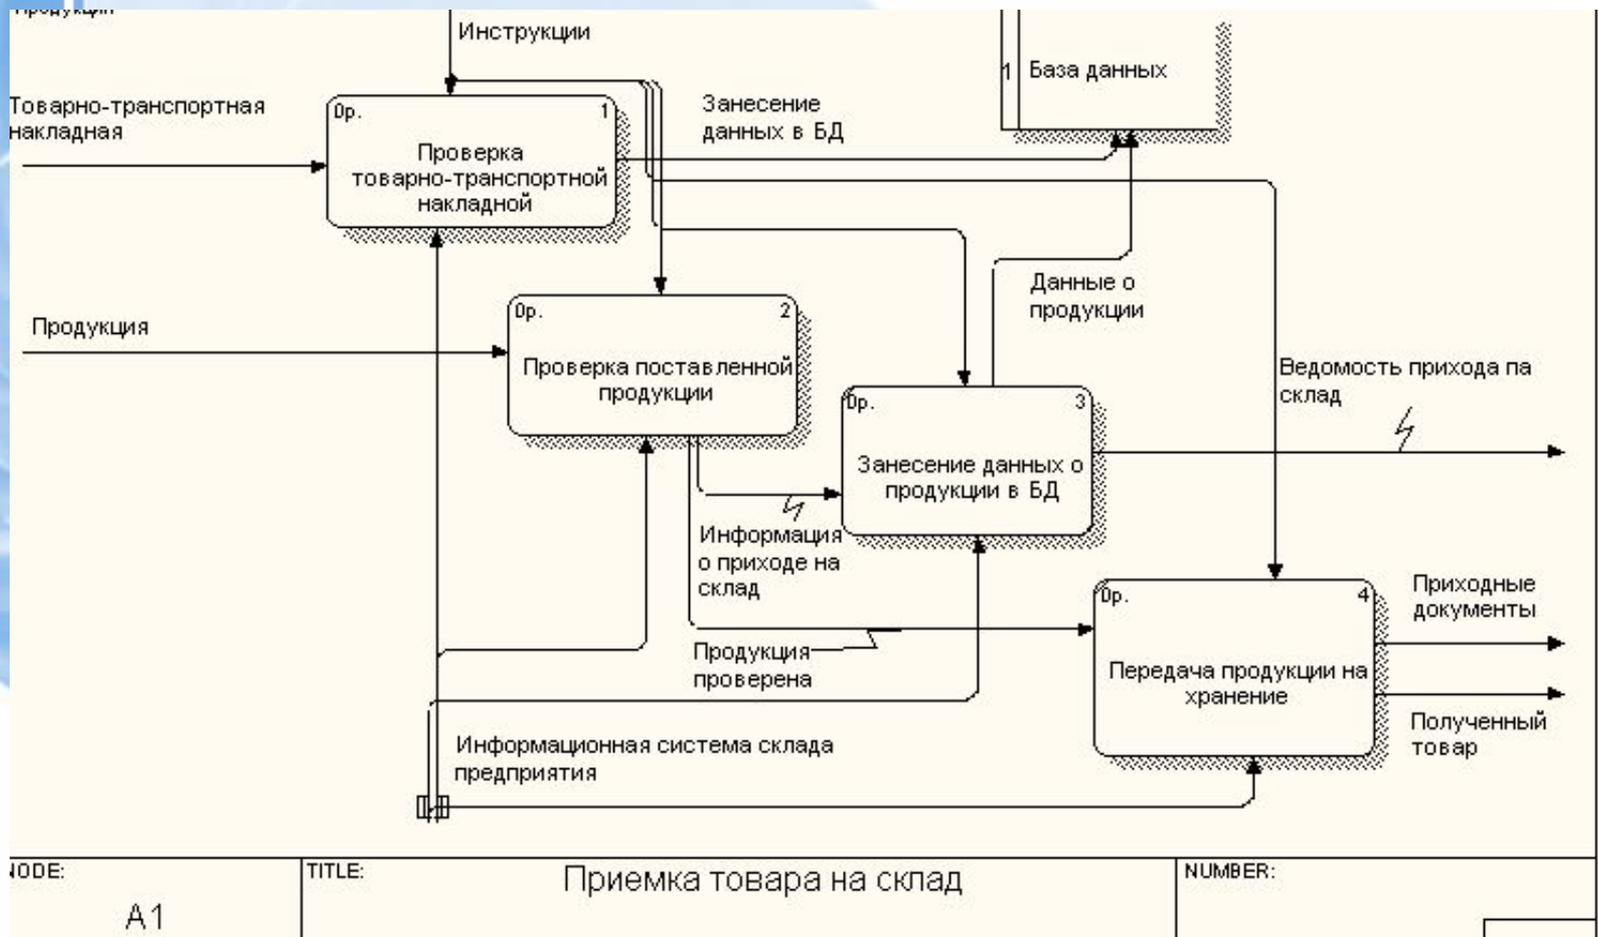 Инструкции
1
База данных
Товарно-транспортная
накладная
0р.
1
Проверка
товарно-транспортной
накладной
Занесение
данных в БД
Продукция
0р.
2
Проверка поставленной
продукции
Данные о
продукции
0р.
3
Занесение данных о
продукции в БД
Ведомость прихода па
склад
Информация
о приходе на
склад
Продукция
проверена
0р.
4
Передача продукции на
хранение
Приходные
документы
Полученный
товар
Информационная система склада
предприятия
NODE:
A1
TITLE:
Приемка товара на склад
NUMBER: